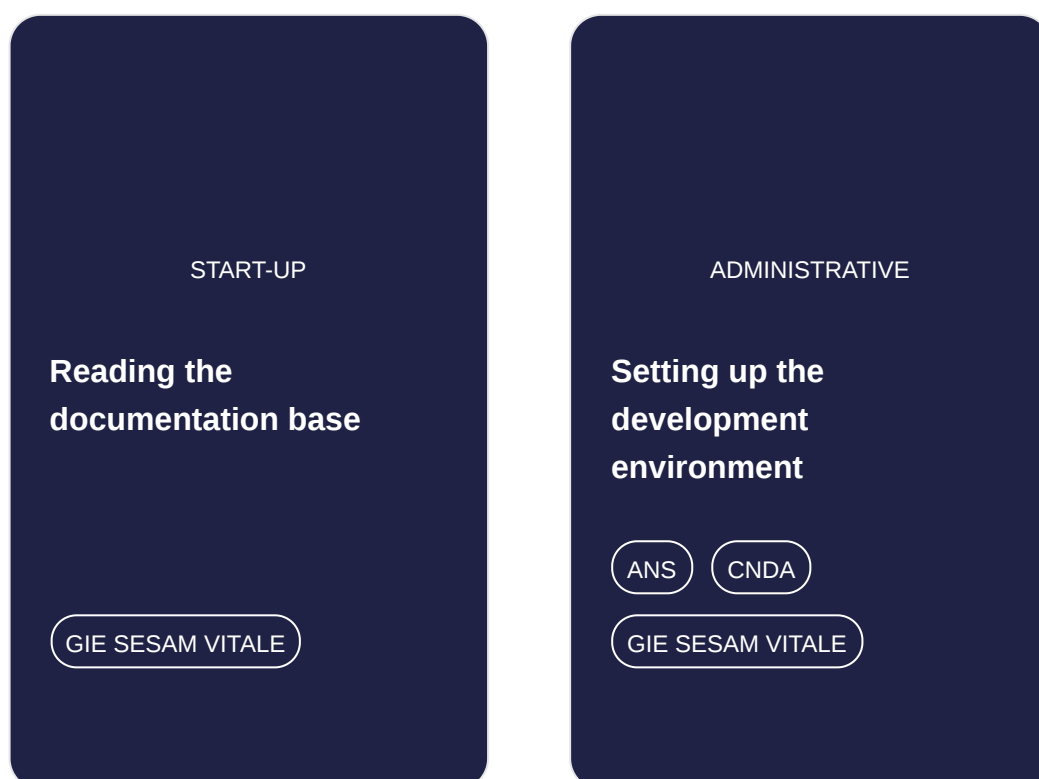 START-UP
Reading the
documentation base
GIE SESAM VITALE
ADMINISTRATIVE
Setting up the
development
environment
ANS
CNDA
GIE SESAM VITALE